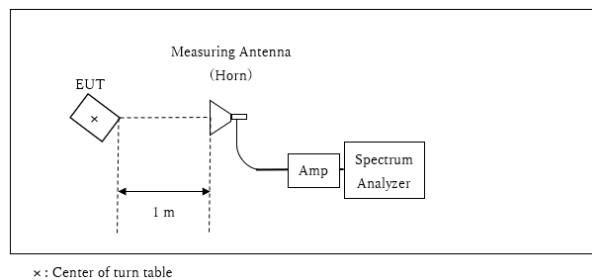 Measuring Antenna
(Horn)
EUT
×
Amp
Spectrum
Analyzer
1 m
× : Center of turn table